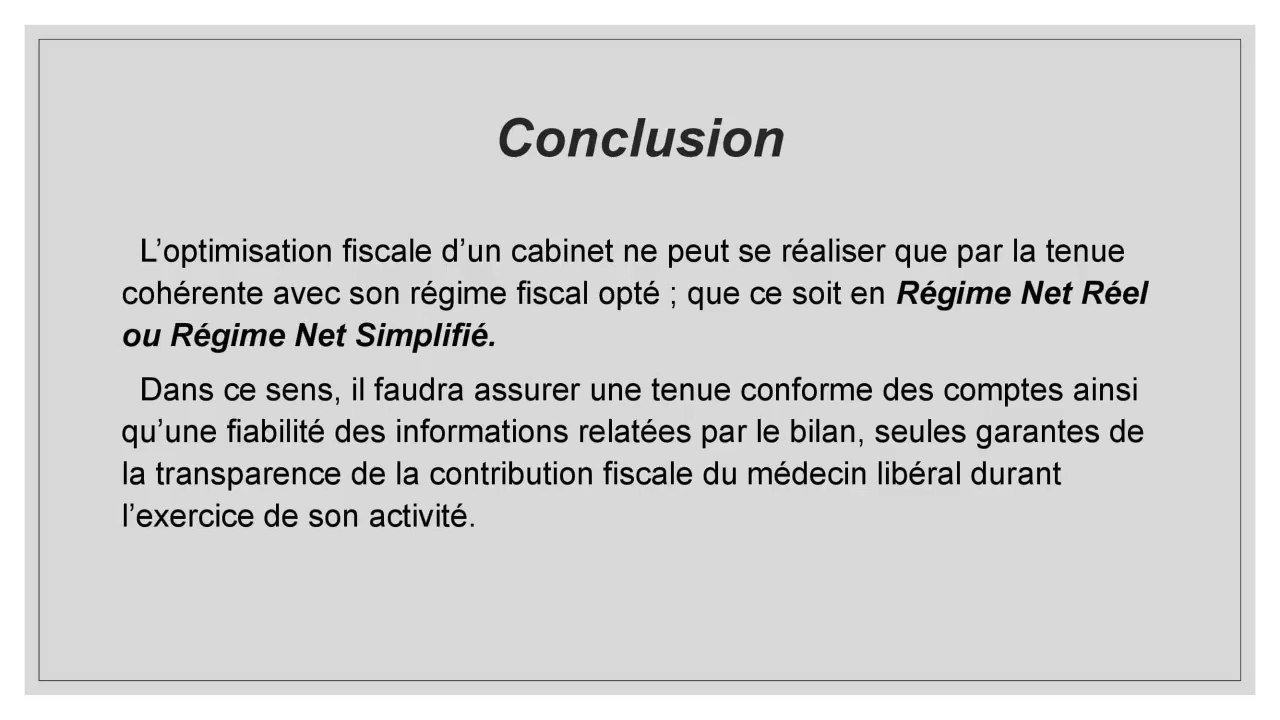 Conclusion
L’optimisation fiscale d’un cabinet ne peut se réaliser que par la tenue
cohérente avec son régime fiscal opté ; que ce soit en Régime Net Réel
ou Régime Net Simplifié.
Dans ce sens, il faudra assurer une tenue conforme des comptes ainsi
qu’une fiabilité des informations relatées par le bilan, seules garantes de
la transparence de la contribution fiscale du médecin libéral durant
l’exercice de son activité.